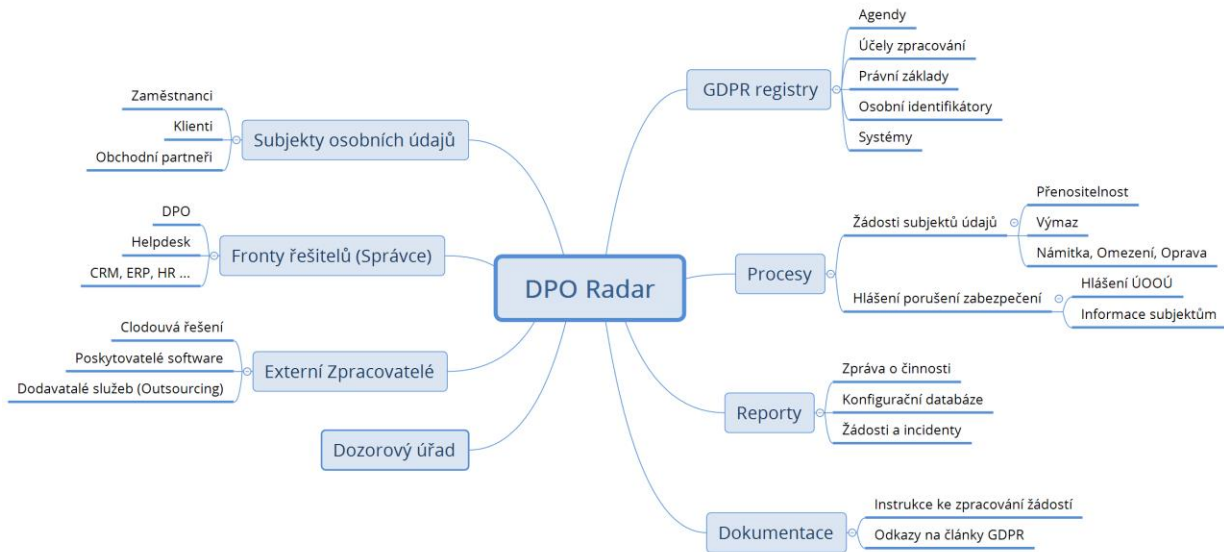 DPO Radar
Subjekty osobních údajů
Zaměstnanci
Klienti
Obchodní partneři
Fronty řešitelů (Správce)
DPO
Helpdesk
CRM, ERP, HR ...
Externí Zpracovatelé
Clodouvá řešení
Poskytovatelé software
Dodavatalé služeb (Outsourcing)
Dozorový úřad
GDPR registry
Agendy
Účely zpracování
Právní základy
Osobní identifikátory
Systémy
Procesy
Žádosti subjektů údajů
Přenositelnost
Výmaz
Námitka, Omezení, Oprava
Hlášení porušení zabezpečení
Hlášení ÚOOÚ
Informace subjektům
Reporty
Zpráva o činnosti
Konfigurační databáze
Žádosti a incidenty
Dokumentace
Instrukce ke zpracování žádostí
Odkazy na články GDPR